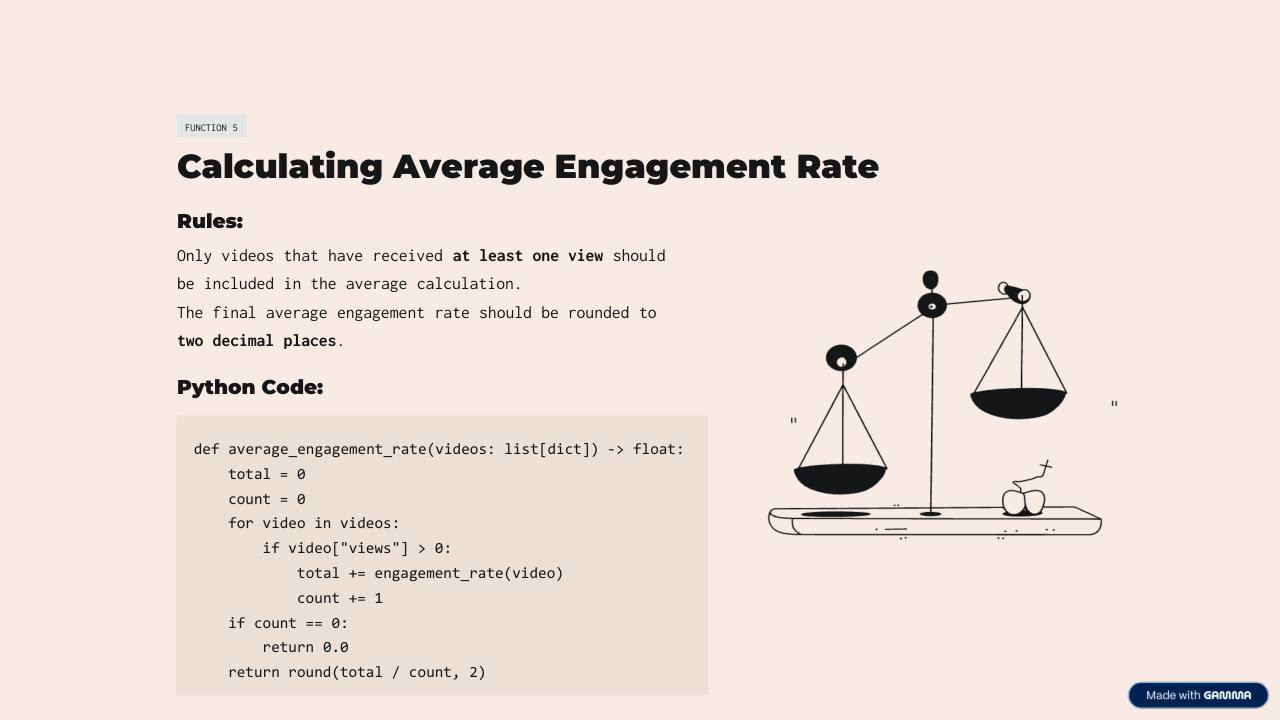 FUNCTION 5
Calculating Average Engagement Rate
Rules:
Only videos that have received at least one view should
be included in the average calculation.
The final average engagement rate should be rounded to
two decimal places.
Python Code:
def average_engagement_rate(videos: list[dict]) -> float:
    total = 0
    count = 0
    for video in videos:
        if video["views"] > 0:
            total += engagement_rate(video)
            count += 1
    if count == 0:
        return 0.0
    return round(total / count, 2)
Made with GAMMA